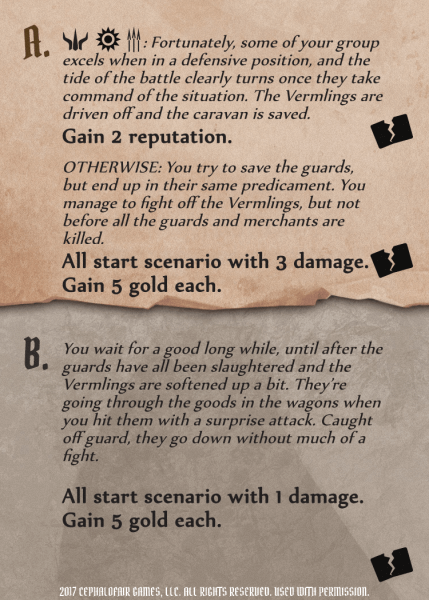 A.
: Fortunately, some of your group
excels when in a defensive position, and the
tide of the battle clearly turns once they take
command of the situation. The Vermlings are
driven off and the caravan is saved.
Gain 2 reputation.
OTHERWISE: You try to save the guards,
but end up in their same predicament. You
manage to fight off the Vermlings, but not
before all the guards and merchants are
killed.
All start scenario with 3 damage.
Gain 5 gold each.
B.
You wait for a good long while, until after the
guards have all been slaughtered and the
Vermlings are softened up a bit. They're
going through the goods in the wagons when
you hit them with a surprise attack. Caught
off guard, they go down without much of a
fight.
All start scenario with 1 damage.
Gain 5 gold each.
2017 CEPHALOFAIR GAMES, LLC. ALL RIGHTS RESERVED. USED WITH PERMISSION.